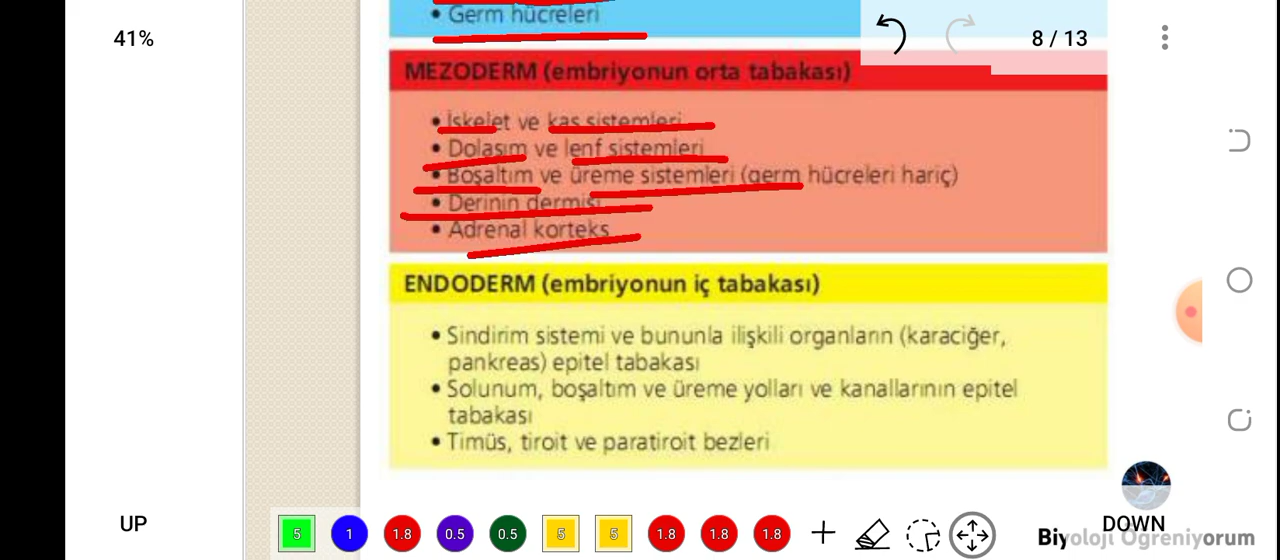 41%
• Germ hücreleri
8 / 13
MEZODERM (embriyonun orta tabakası)
• İskelet ve kas sistemleri
• Dolaşım ve lenf sistemleri
• Boşaltım ve üreme sistemleri (germ hücreleri hariç)
• Derinin dermisi
• Adrenal korteks
ENDODERM (embriyonun iç tabakası)
• Sindirim sistemi ve bununla ilişkili organların (karaciğer,
pankreas) epitel tabakası
• Solunum, boşaltım ve üreme yolları ve kanallarının epitel
tabakası
• Timüs, tiroit ve paratiroit bezleri
UP
5
1
1.8
0.5
0.5
5
5
1.8
1.8
1.8
DOWN
Biyoloji Öğreniyorum